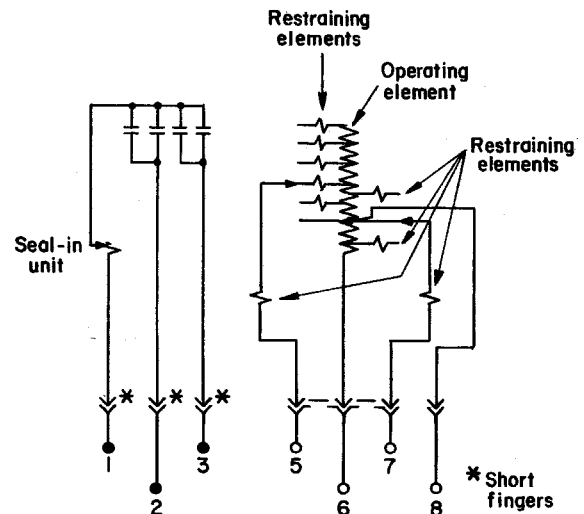 Restraining
elements
Operating
element
Restraining
elements
Seal-in
unit
* * *
1 3 5 7
2 6 8
* Short
fingers